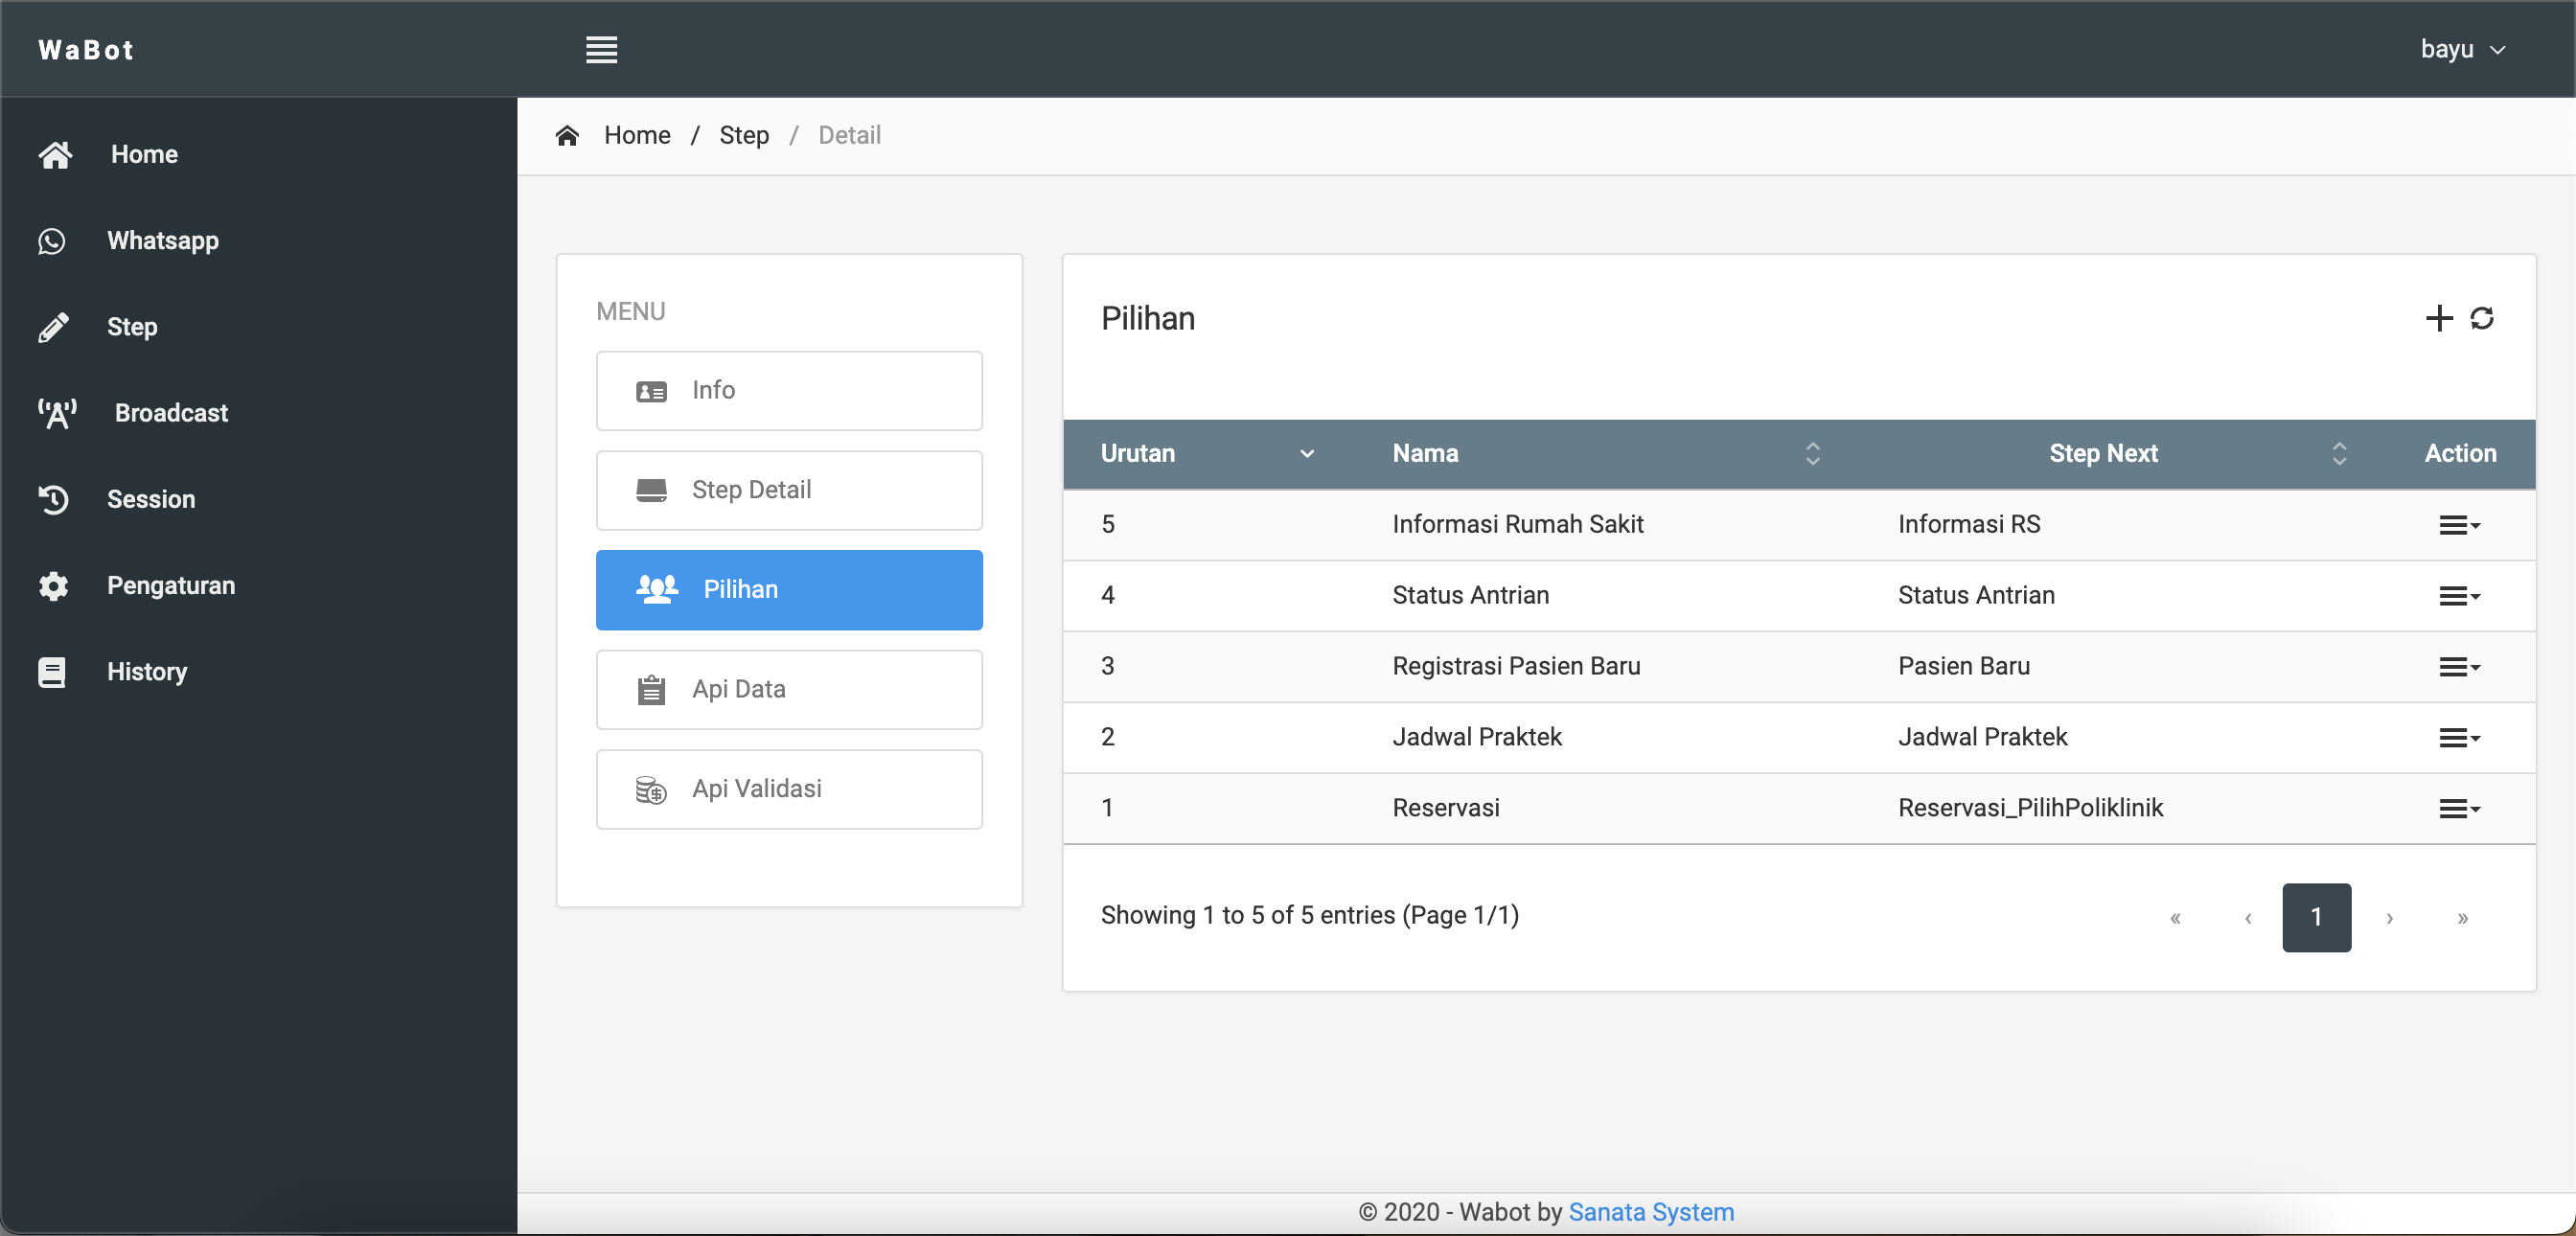 WaBot
bayu
Home
Whatsapp
Step
Broadcast
Session
Pengaturan
History
Home / Step / Detail
MENU
Info
Step Detail
Pilihan
Api Data
Api Validasi
Pilihan
Urutan Nama Step Next Action
5 Informasi Rumah Sakit Informasi RS
4 Status Antrian Status Antrian
3 Registrasi Pasien Baru Pasien Baru
2 Jadwal Praktek Jadwal Praktek
1 Reservasi Reservasi_PilihPoliklinik
Showing 1 to 5 of 5 entries (Page 1/1)
« ‹ 1 › »
© 2020 - Wabot by Sanata System